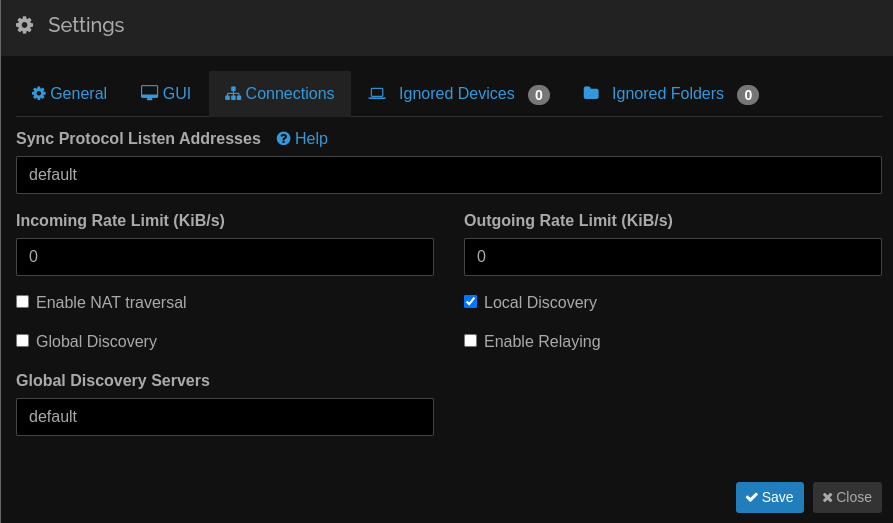 Settings
General GUI Connections Ignored Devices 0 Ignored Folders 0
Sync Protocol Listen Addresses Help
default
Incoming Rate Limit (KiB/s) Outgoing Rate Limit (KiB/s)
0 0
Enable NAT traversal Local Discovery
Global Discovery Enable Relaying
Global Discovery Servers
default
Save Close